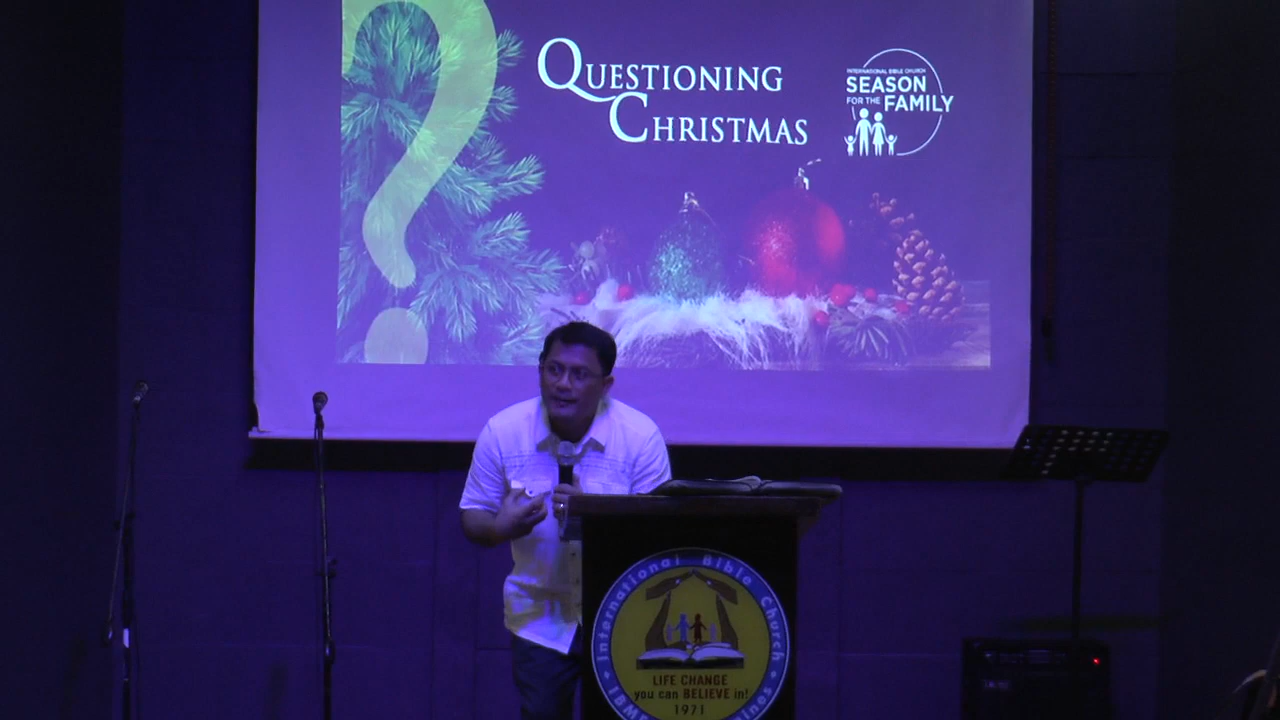 QUESTIONING
CHRISTMAS
INTERNATIONAL BIBLE CHURCH
SEASON
FOR THE FAMILY
International Bible Church
LIFE CHANGE
you can BELIEVE in!
1971